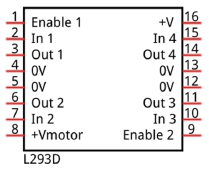 1 Enable 1 +V 16
2 In 1 In 4 15
3 Out 1 Out 4 14
4 0V 0V 13
5 0V 0V 12
6 Out 2 Out 3 11
7 In 2 In 3 10
8 +Vmotor Enable 2 9
L293D